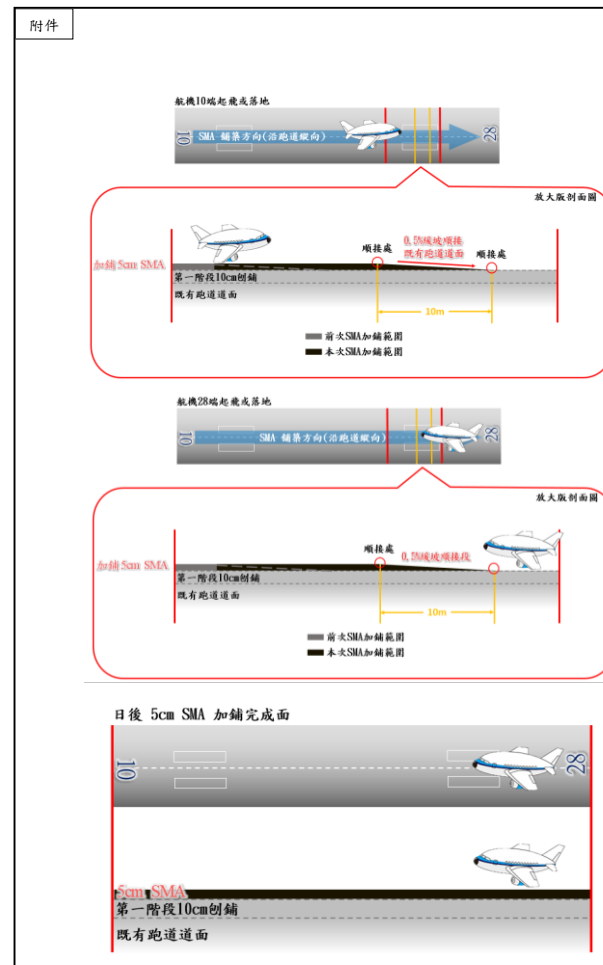 附件
航機10端起飛或落地
10
SMA 鋪築方向(沿跑道縱向)
28
放大版剖面圖
順接處
0.5%緩坡順接
既有跑道道面
順接處
加鋪5cm SMA
第一階段10cm刨鋪
既有跑道道面
10m
前次SMA加鋪範圍
本次SMA加鋪範圍
航機28端起飛或落地
10
SMA 鋪築方向(沿跑道縱向)
28
放大版剖面圖
順接處
0.5%緩坡順接段
加鋪5cm SMA
第一階段10cm刨鋪
既有跑道道面
10m
前次SMA加鋪範圍
本次SMA加鋪範圍
日後 5cm SMA 加鋪完成面
10
28
5cm SMA
第一階段10cm刨鋪
既有跑道道面